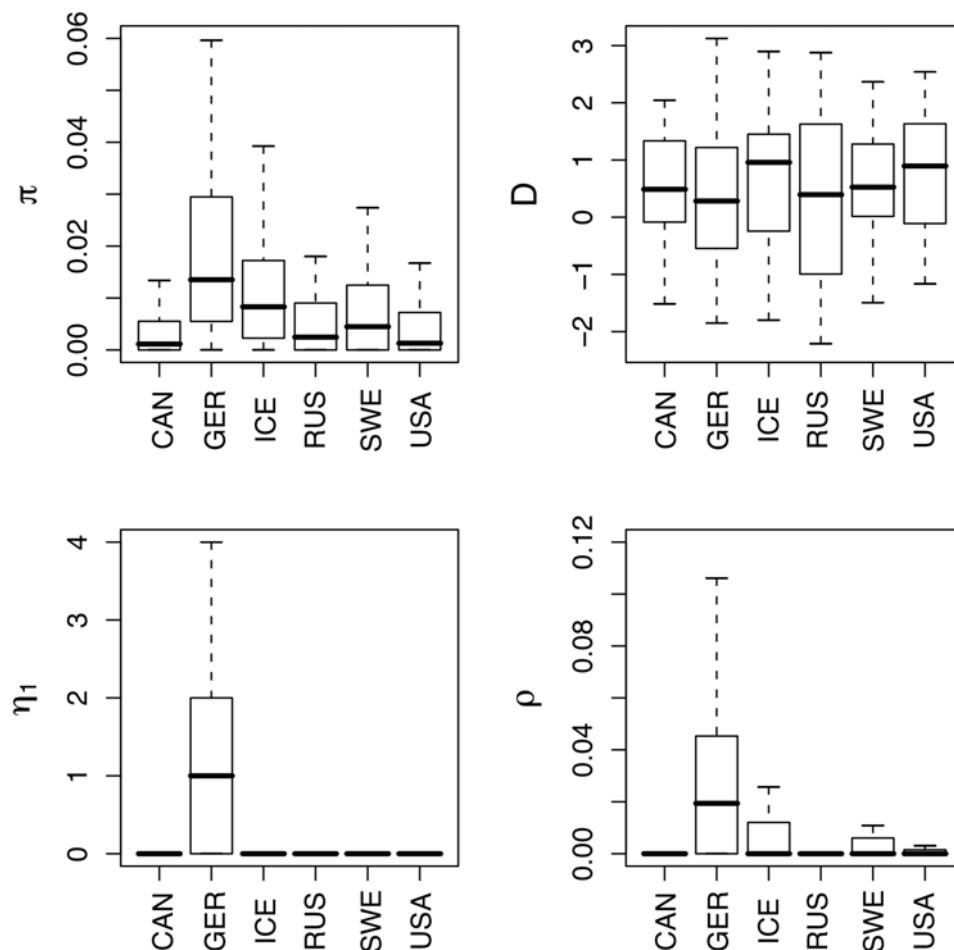 π
0.00 0.02 0.04 0.06
CAN GER ICE RUS SWE USA
D
−2 −1 0 1 2 3
CAN GER ICE RUS SWE USA
η1
0 1 2 3 4
CAN GER ICE RUS SWE USA
ρ
0.00 0.04 0.08 0.12
CAN GER ICE RUS SWE USA